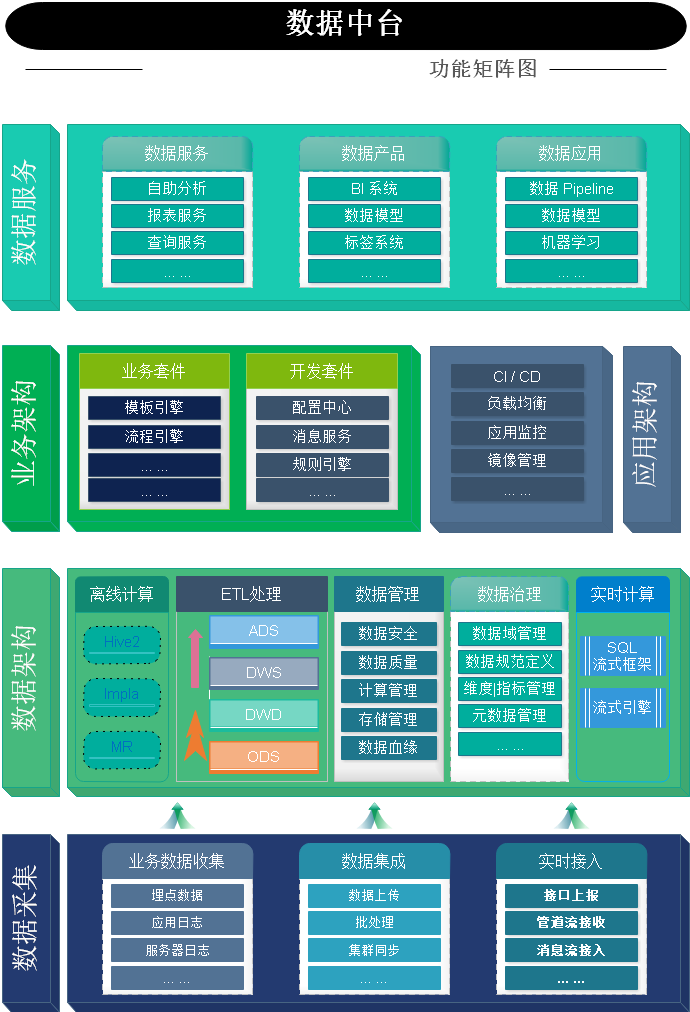 数据中台
功能矩阵图
数据服务
数据服务
自助分析
报表服务
查询服务
... ...
数据产品
BI 系统
数据模型
标签系统
... ...
数据应用
数据 Pipeline
数据模型
机器学习
... ...
业务架构
业务套件
模板引擎
流程引擎
... ...
... ...
开发套件
配置中心
消息服务
规则引擎
... ...
CI / CD
负载均衡
应用监控
镜像管理
... ...
应用架构
数据架构
离线计算
Hive2
Impla
MR
ETL处理
ADS
DWS
DWD
ODS
数据管理
数据安全
数据质量
计算管理
存储管理
数据血缘
数据治理
数据域管理
数据规范定义
维度|指标管理
元数据管理
... ...
实时计算
SQL
流式框架
流式引擎
数据采集
业务数据收集
埋点数据
应用日志
服务器日志
... ...
数据集成
数据上传
批处理
集群同步
... ...
实时接入
接口上报
管道流接收
消息流接入
... ...